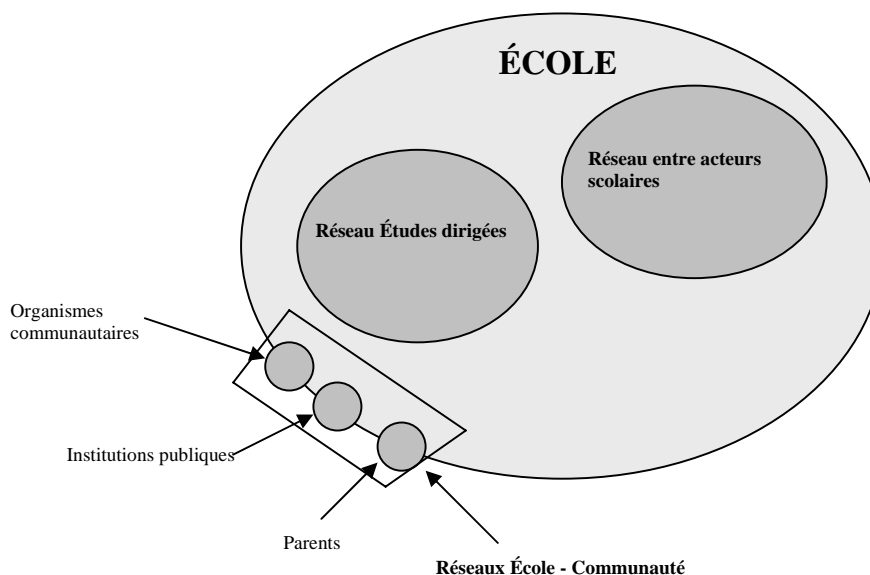 ÉCOLE
Réseau entre acteurs
scolaires
Réseau Études dirigées
Organismes
communautaires
Institutions publiques
Parents
Réseaux École - Communauté